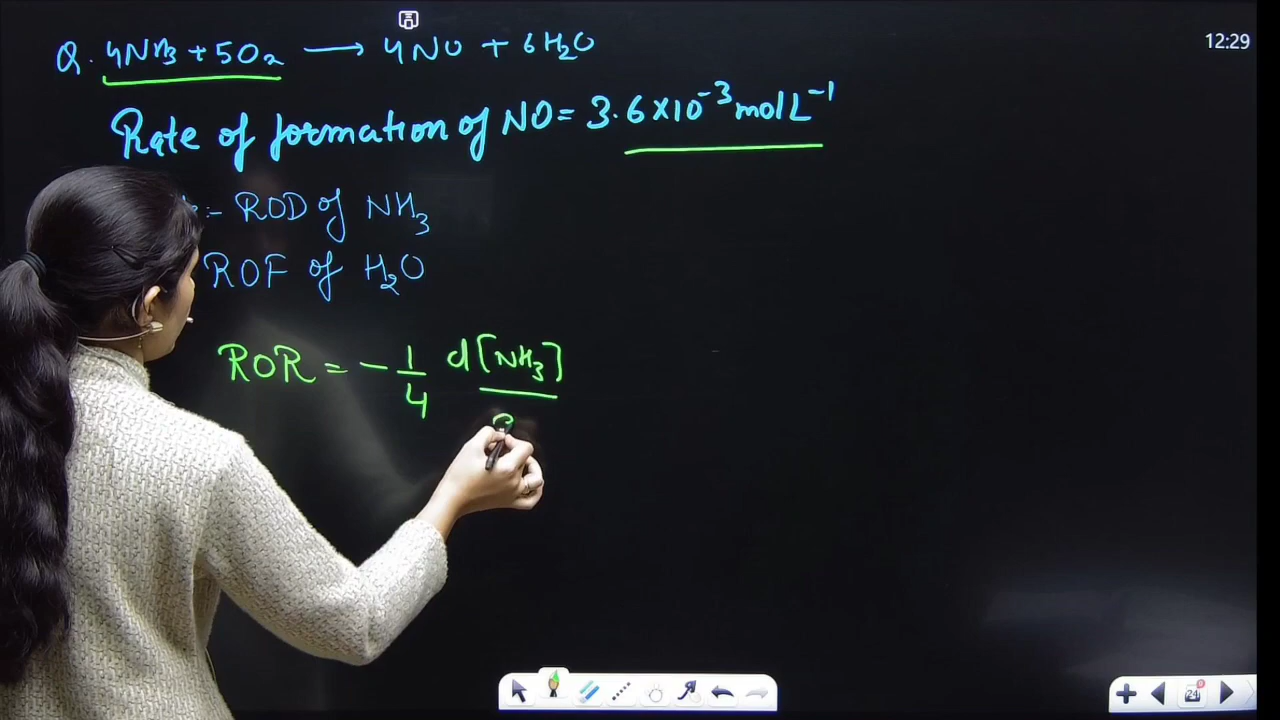 12:29
Q. 4NH3 + 5O2 ⟶ 4NO + 6H2O
Rate of formation of NO = 3.6×10⁻³ mol L⁻¹
:- ROD of NH₃
ROF of H₂O
ROR = - 1/4 d[NH₃]
24